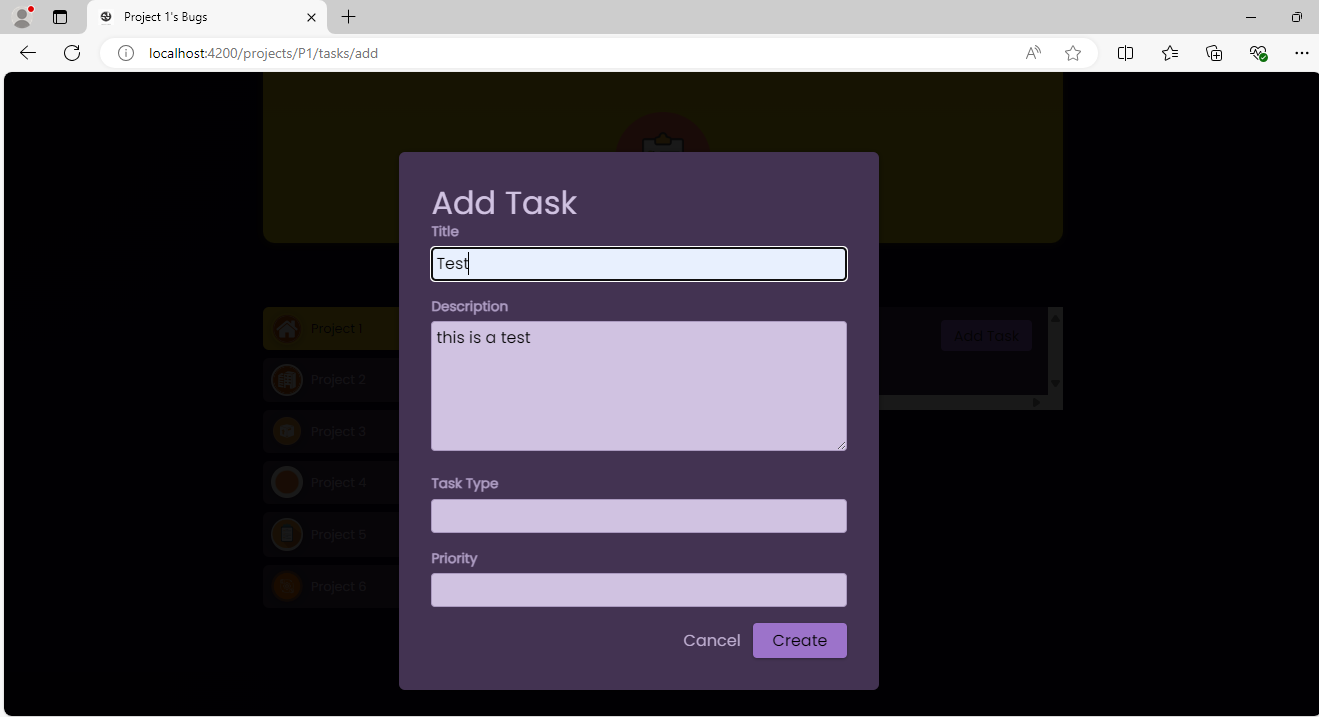 Project 1's Bugs
localhost:4200/projects/P1/tasks/add
Add Task
Title
Test
Description
this is a test
Task Type
Priority
Cancel
Create
Project 1
Project 2
Project 3
Project 4
Project 5
Project 6
Add Task